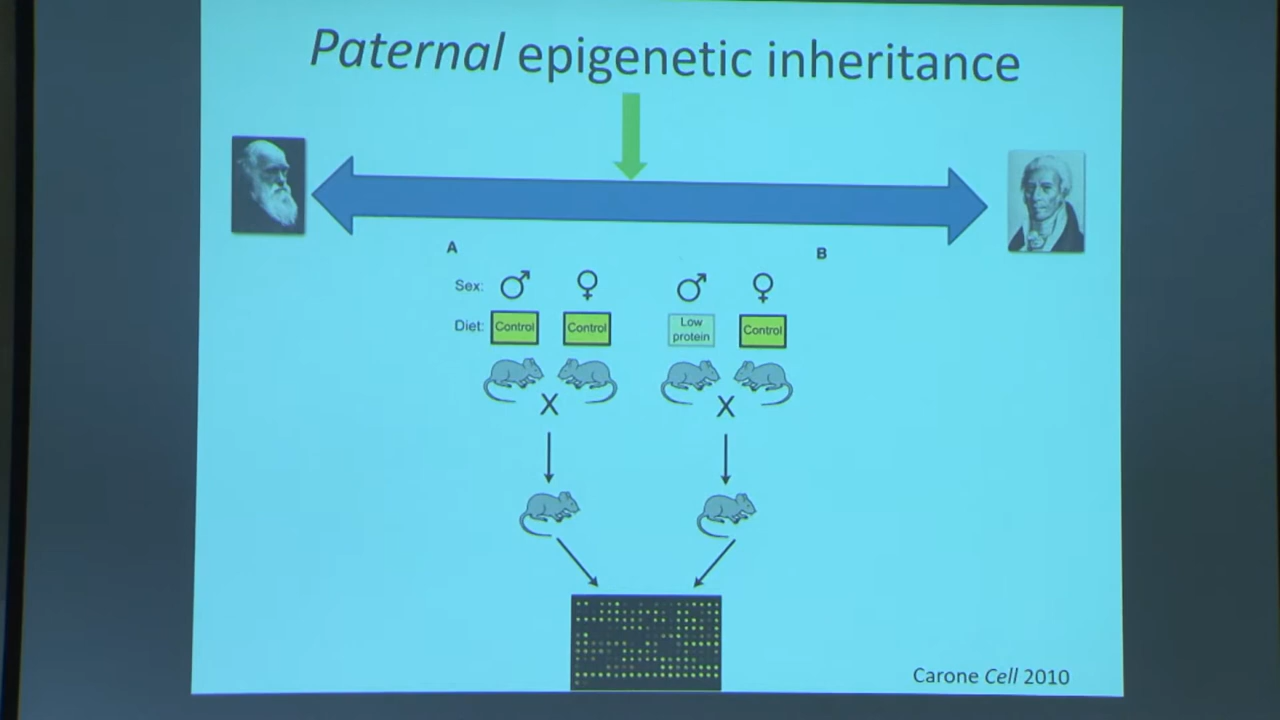 Paternal epigenetic inheritance
A
B
Sex:
Diet: Control Control Low protein Control
X X
Carone Cell 2010